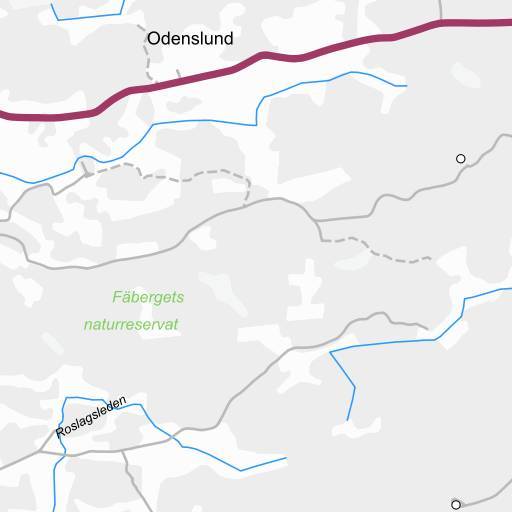 Odenslund
Fäbergets
naturreservat
Roslagsleden